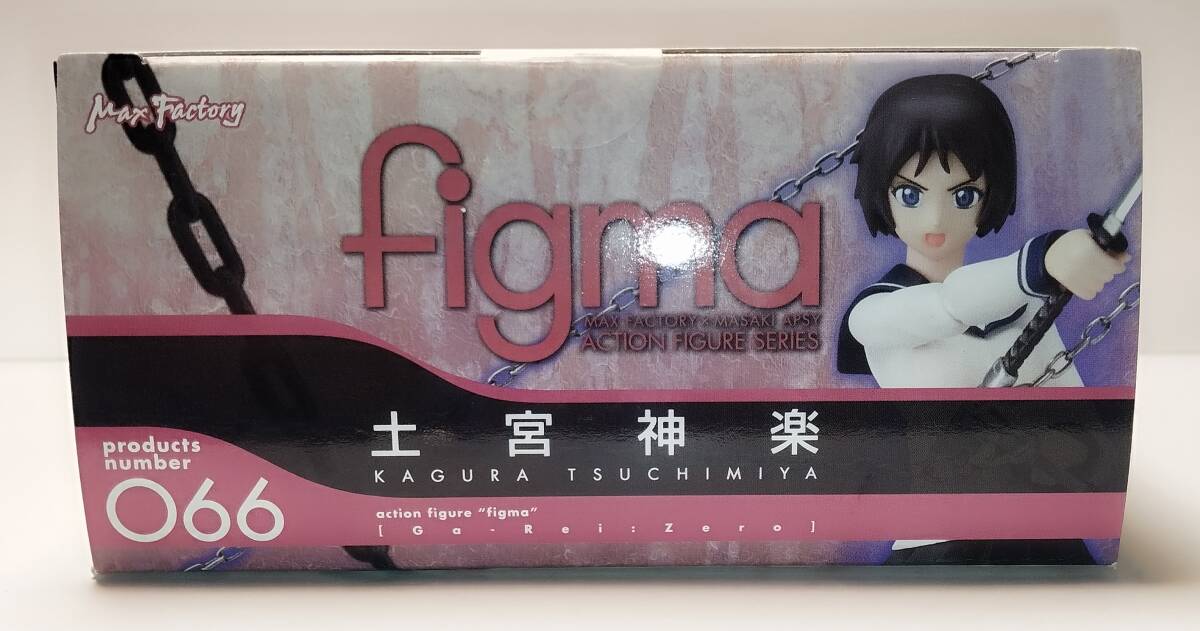 Max Factory
figma
MAX FACTORY × MASAKI APSY
ACTION FIGURE SERIES
土宮神楽
KAGURA TSUCHIMIYA
products
number
066
action figure "figma"
[Ga-Rei:Zero]